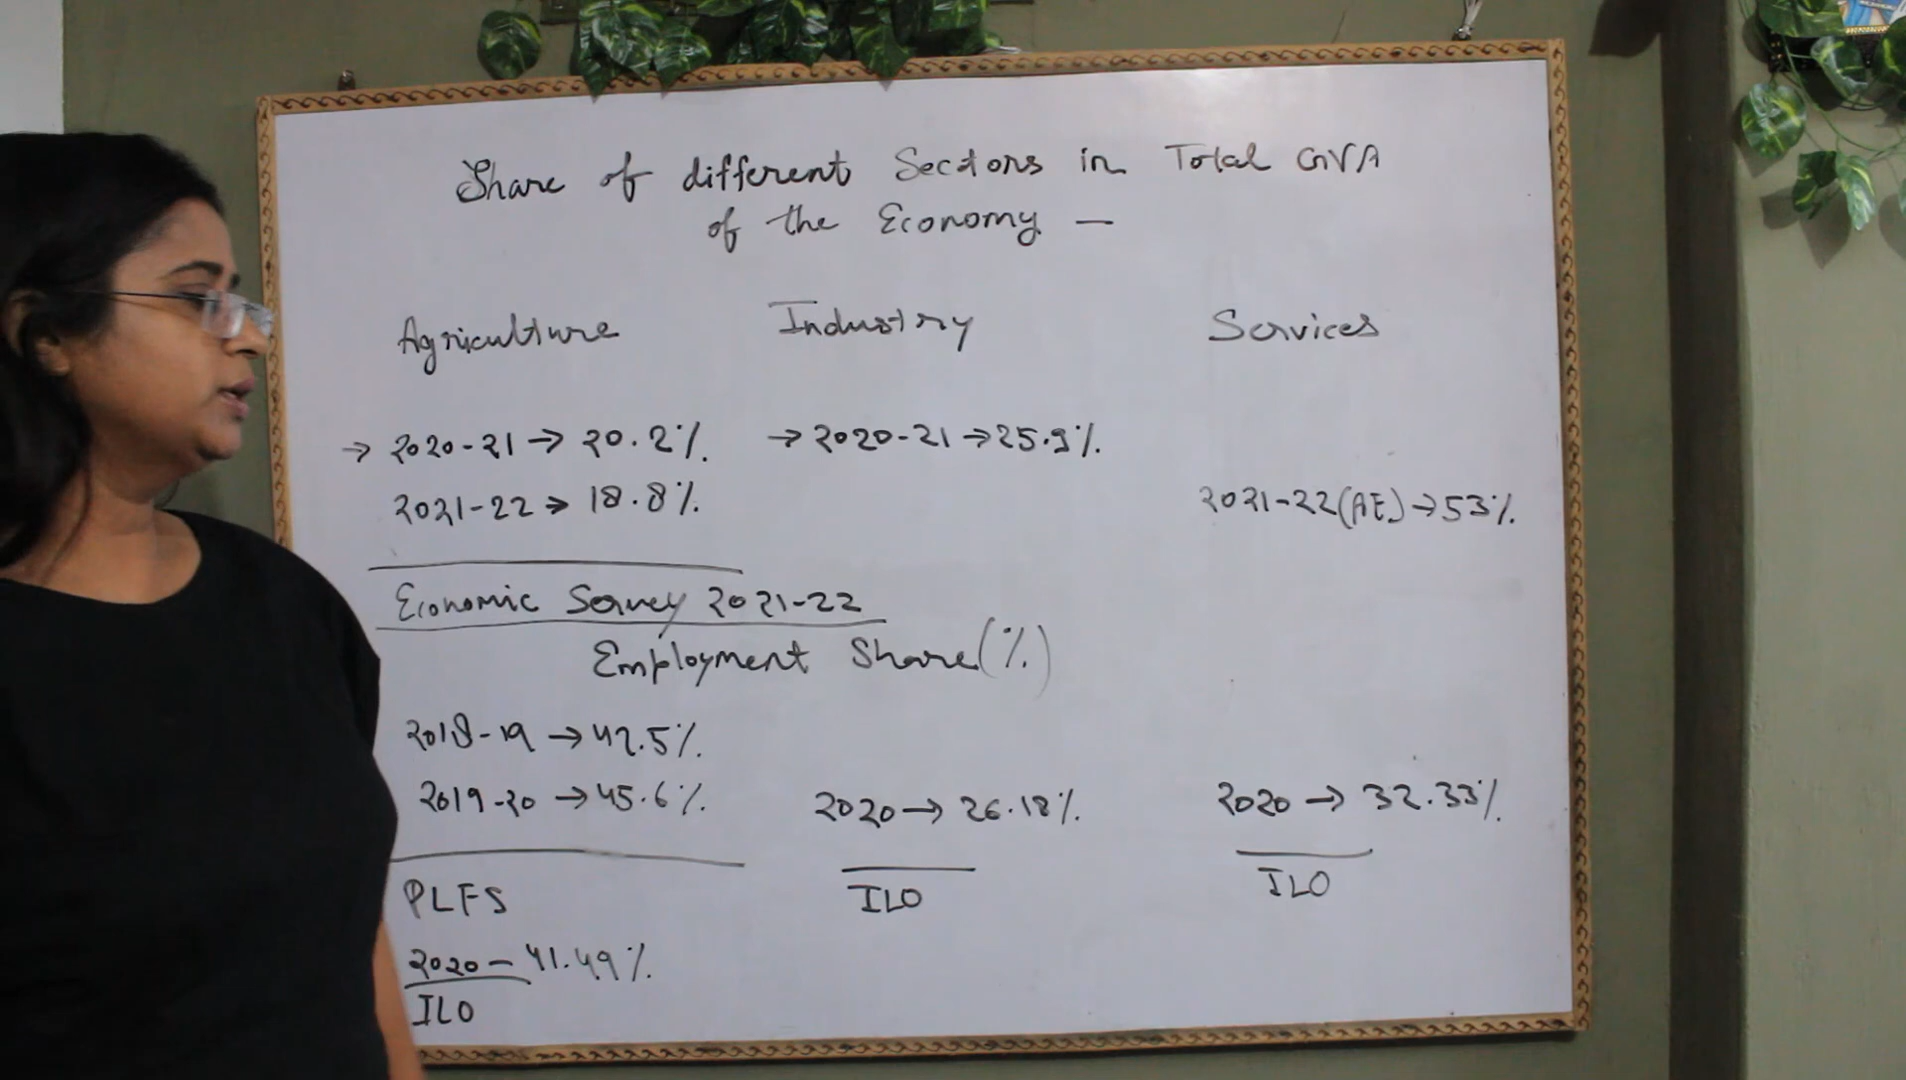 Share of different Sectors in Total GVA
of the Economy —
Agriculture Industry Services
→ 2020-21 → 20.2% → 2020-21 → 25.9%
2021-22 → 18.8% 2021-22 (AE) → 53%
Economic Survey 2021-22
Employment Share (%)
2018-19 → 42.5%
2019-20 → 45.6% 2020 → 26.18% 2020 → 32.33%
PLFS ILO ILO
2020 - 41.49%
ILO